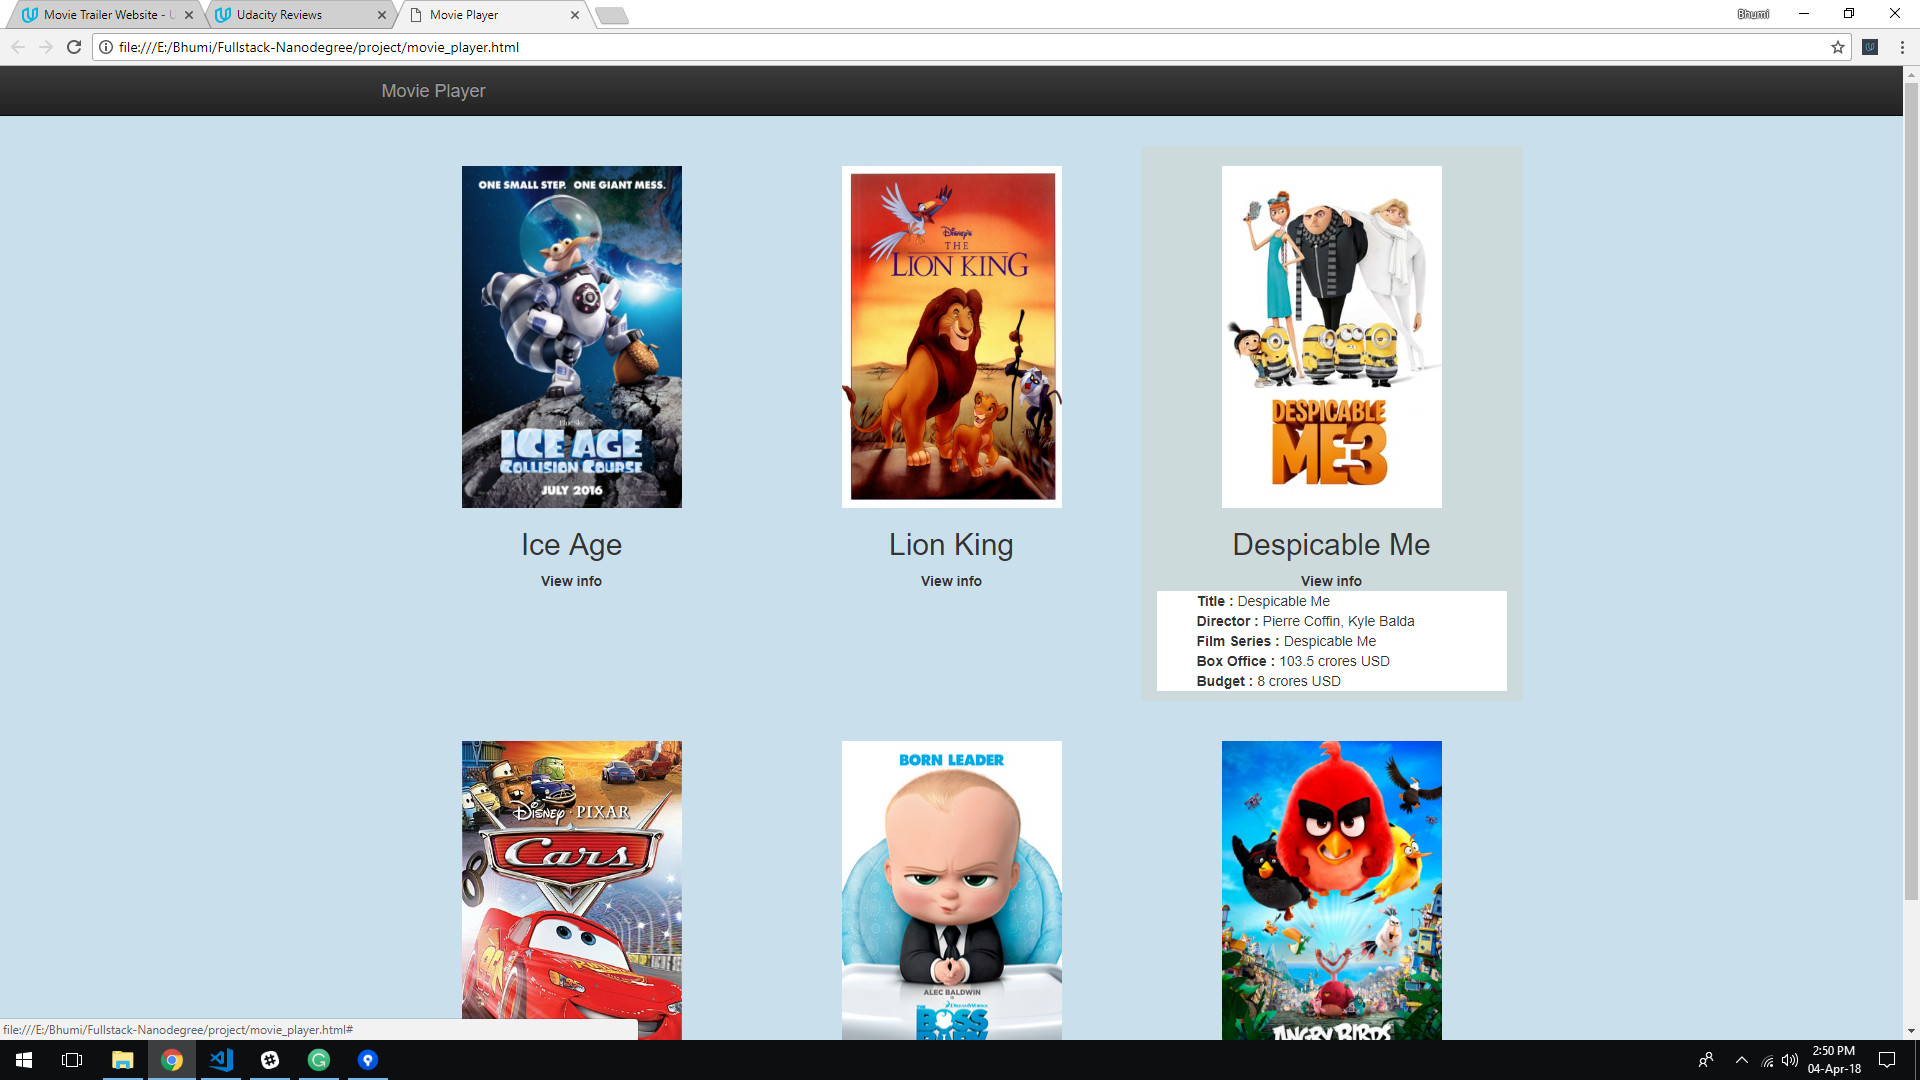 Movie Trailer Website - U
Udacity Reviews
Movie Player
Bhumi
file:///E:/Bhumi/Fullstack-Nanodegree/project/movie_player.html
Movie Player
ONE SMALL STEP. ONE GIANT MESS.
ICE AGE
COLLISION COURSE
JULY 2016
Disney's
THE
LION KING
DESPICABLE
ME3
Ice Age
Lion King
Despicable Me
View info
View info
View info
Title : Despicable Me
Director : Pierre Coffin, Kyle Balda
Film Series : Despicable Me
Box Office : 103.5 crores USD
Budget : 8 crores USD
DISNEY · PIXAR
Cars
BORN LEADER
ALEC BALDWIN
IS
DREAMWORKS
THE
BOSS
BABY
ANGRY BIRDS
file:///E:/Bhumi/Fullstack-Nanodegree/project/movie_player.html#
2:50 PM
04-Apr-18